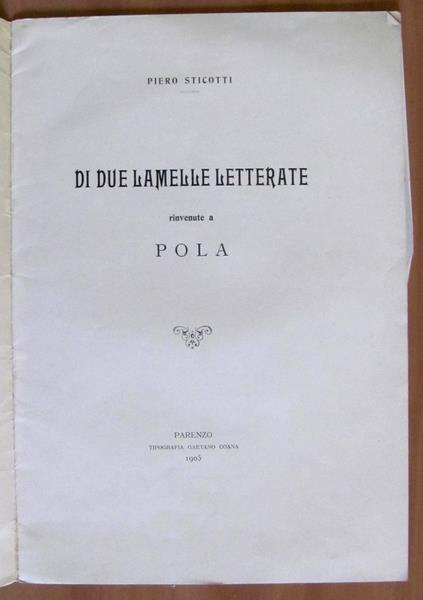 PIERO STICOTTI
DI DUE LAMELLE LETTERATE
rinvenute a
POLA
PARENZO
TIPOGRAFIA GAETANO COANA
1905